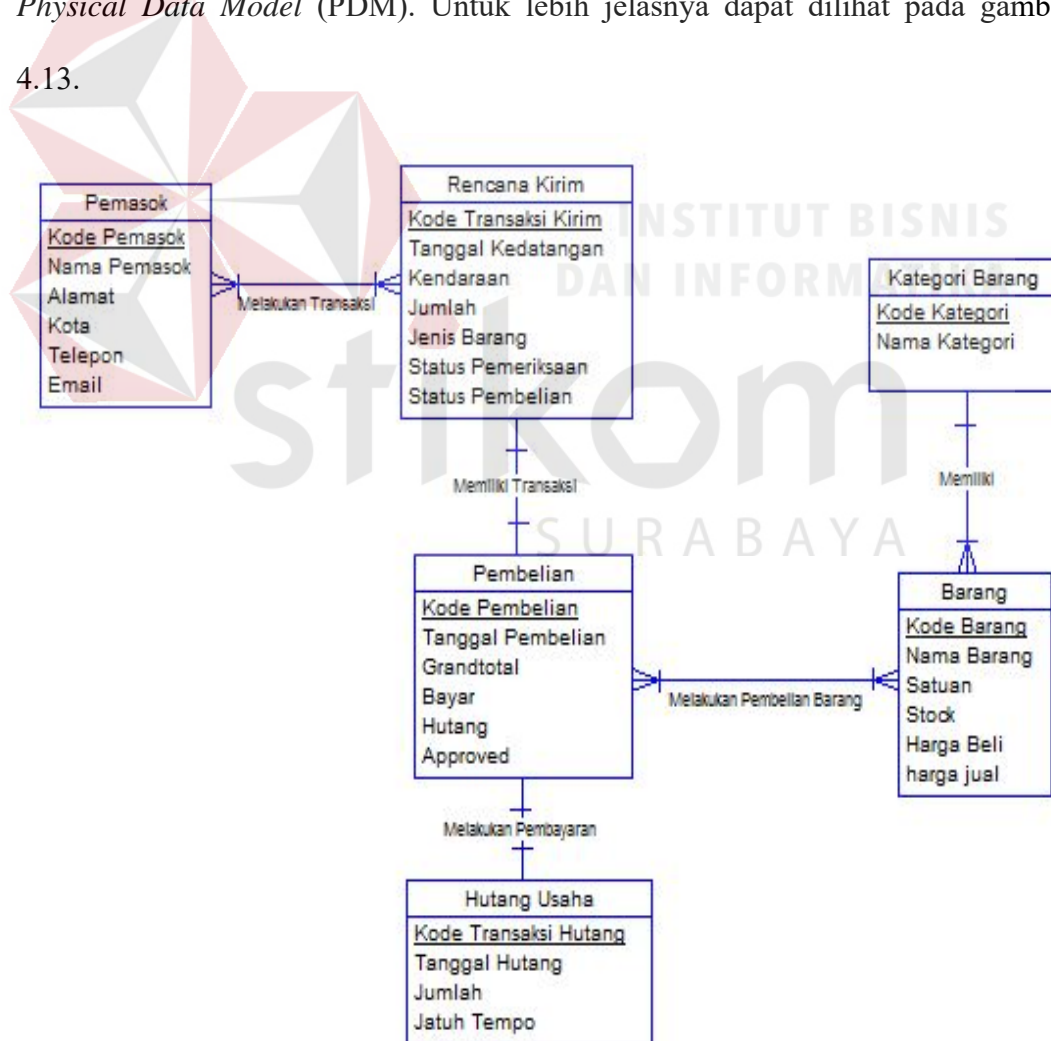 Physical Data Model (PDM). Untuk lebih jelasnya dapat dilihat pada gamb
4.13.
INSTITUT BISNIS
DAN INFORMATIKA
stikom
SURABAYA
Pemasok
Kode Pemasok
Nama Pemasok
Alamat
Kota
Telepon
Email
Melakukan Transaksi
Rencana Kirim
Kode Transaksi Kirim
Tanggal Kedatangan
Kendaraan
Jumlah
Jenis Barang
Status Pemeriksaan
Status Pembelian
Kategori Barang
Kode Kategori
Nama Kategori
Memiliki Transaksi
Memiliki
Pembelian
Kode Pembelian
Tanggal Pembelian
Grandtotal
Bayar
Hutang
Approved
Melakukan Pembelian Barang
Barang
Kode Barang
Nama Barang
Satuan
Stock
Harga Beli
harga jual
Melakukan Pembayaran
Hutang Usaha
Kode Transaksi Hutang
Tanggal Hutang
Jumlah
Jatuh Tempo